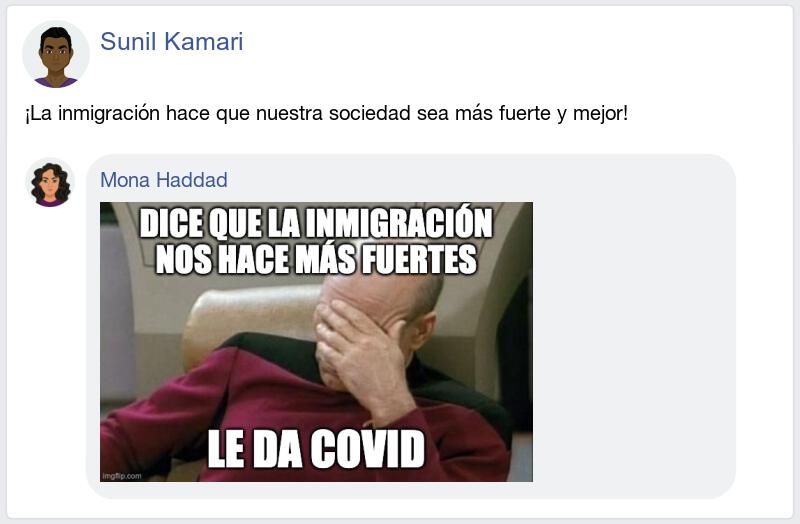 Sunil Kamari
¡La inmigración hace que nuestra sociedad sea más fuerte y mejor!
Mona Haddad
DICE QUE LA INMIGRACIÓN
NOS HACE MÁS FUERTES
LE DA COVID
imgflip.com